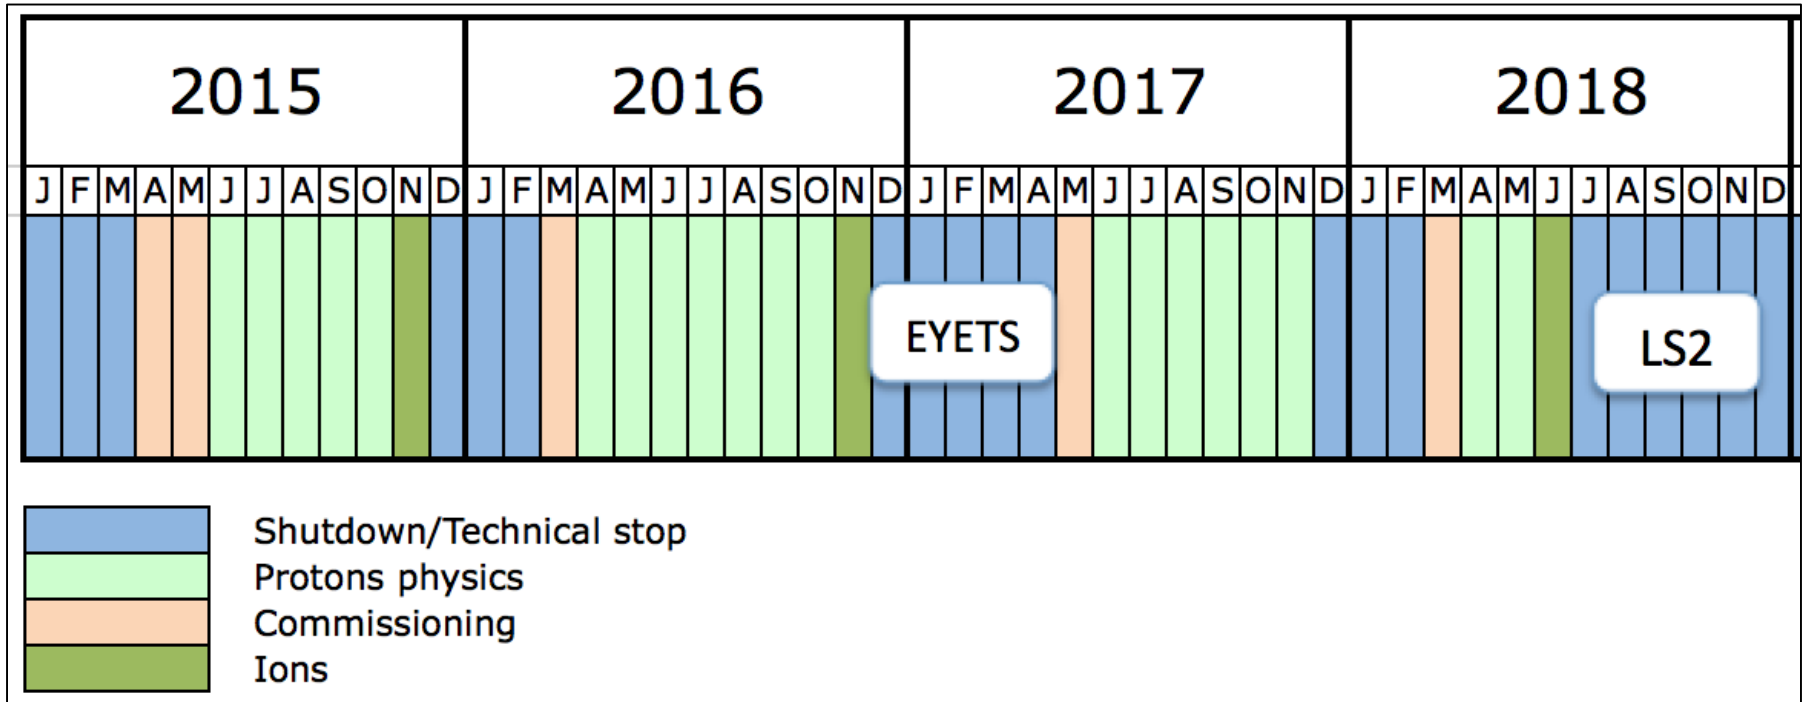 2015 2016 2017 2018
J F M A M J J A S O N D J F M A M J J A S O N D J F M A M J J A S O N D J F M A M J J A S O N D
EYETS
LS2
Shutdown/Technical stop
Protons physics
Commissioning
Ions